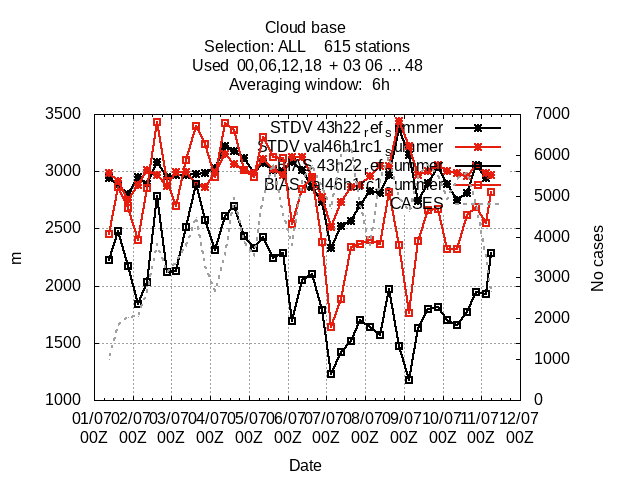 Cloud base
Selection: ALL 615 stations
Used 00,06,12,18 + 03 06 ... 48
Averaging window: 6h
3500
3000
2500
2000
1500
1000
m
7000
6000
5000
4000
3000
2000
1000
0
No cases
STDV 43h22_ref_summer
STDV val46h1rc1_summer
BIAS 43h22_ref_summer
BIAS val46h1rc1_summer
CASES
01/07 02/07 03/07 04/07 05/07 06/07 07/07 08/07 09/07 10/07 11/07 12/07
00Z 00Z 00Z 00Z 00Z 00Z 00Z 00Z 00Z 00Z 00Z 00Z
Date